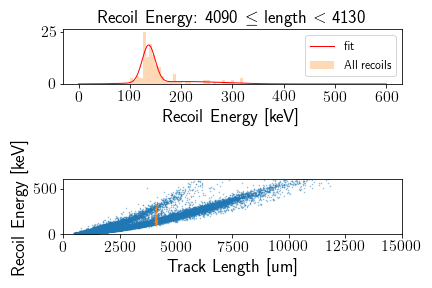 Recoil Energy: 4090 ≤ length < 4130
25
0
fit
All recoils
0 100 200 300 400 500 600
Recoil Energy [keV]
Recoil Energy [keV]
500
0
0 2500 5000 7500 10000 12500 15000
Track Length [um]